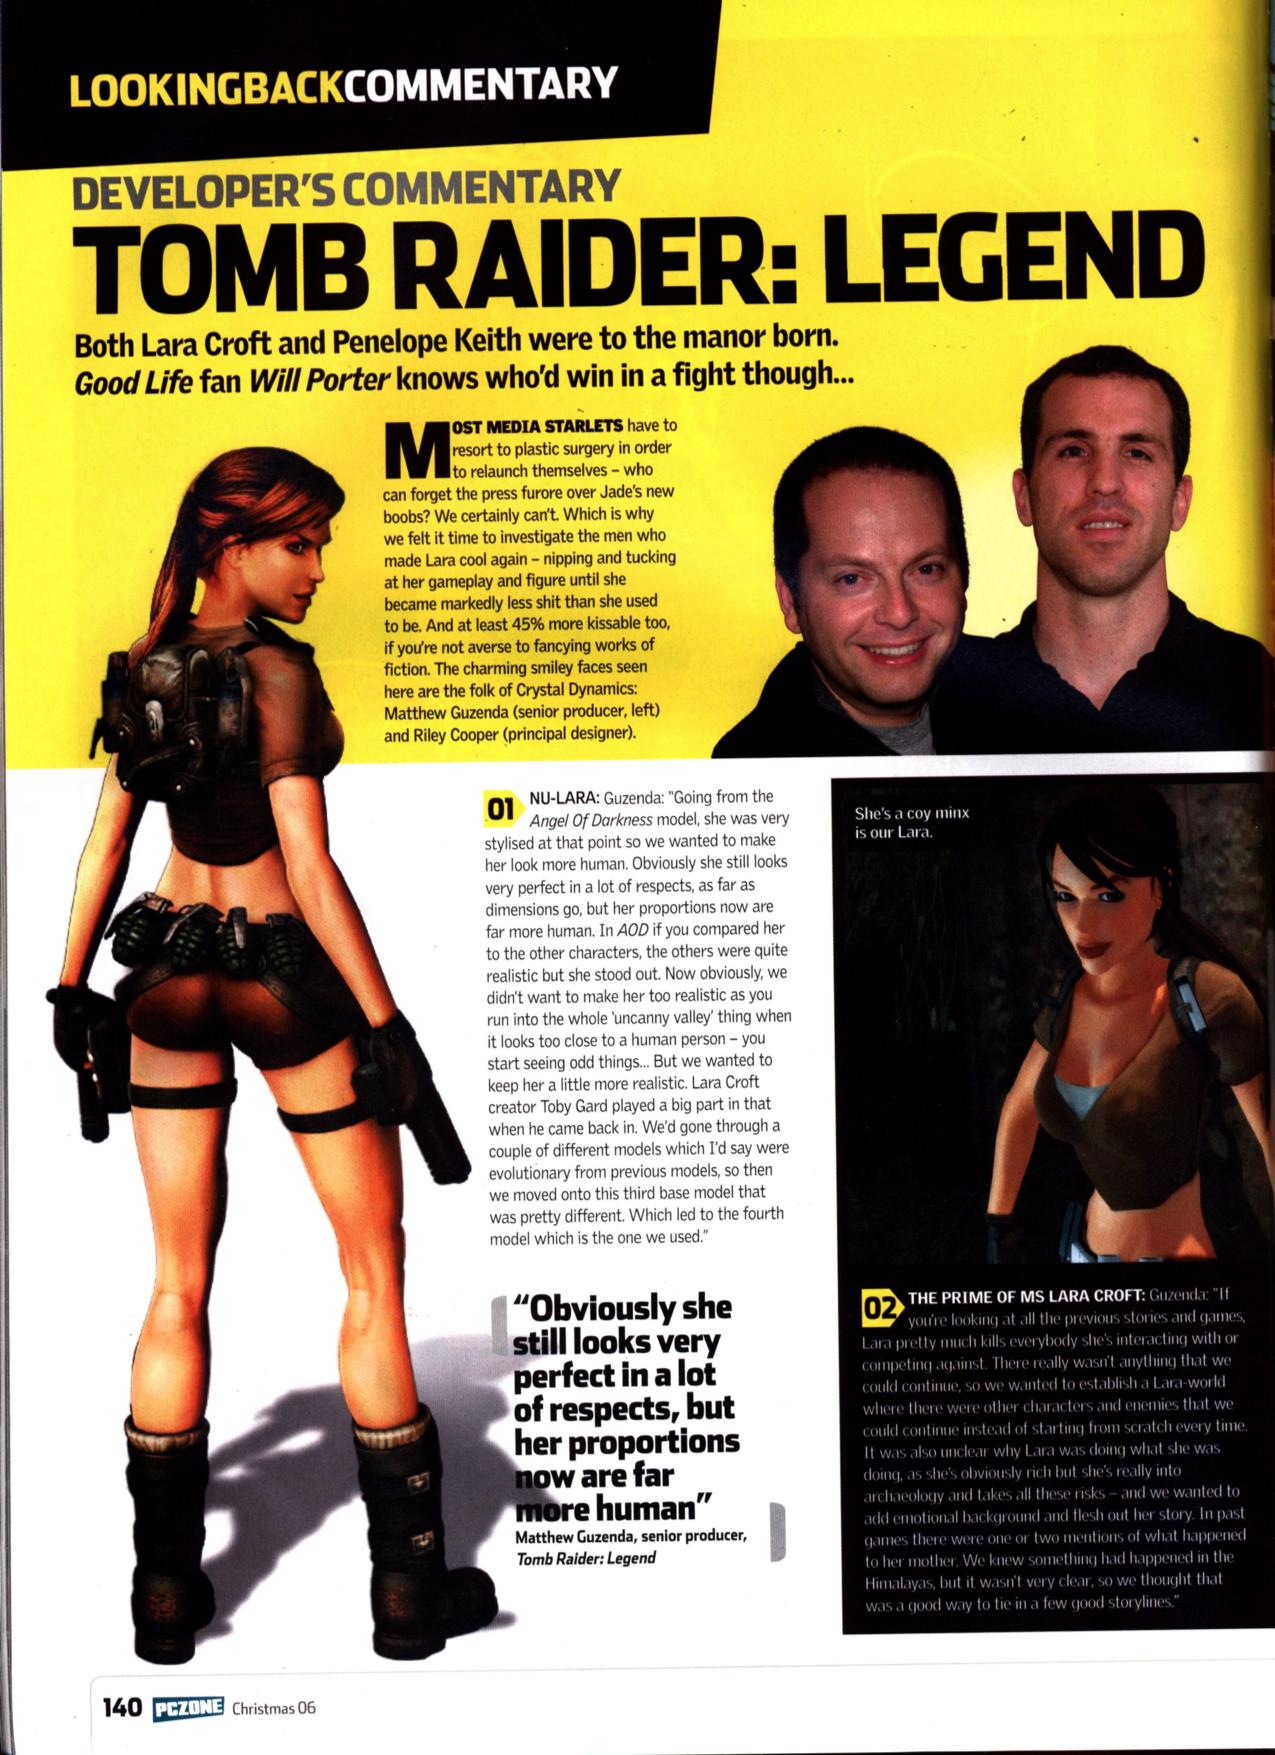 LOOKINGBACKCOMMENTARY
DEVELOPER'S COMMENTARY
TOMB RAIDER: LEGEND
Both Lara Croft and Penelope Keith were to the manor born.
Good Life fan Will Porter knows who'd win in a fight though...
MOST MEDIA STARLETS have to
resort to plastic surgery in order
to relaunch themselves – who
can forget the press furore over Jade's new
boobs? We certainly can't. Which is why
we felt it time to investigate the men who
made Lara cool again – nipping and tucking
at her gameplay and figure until she
became markedly less shit than she used
to be. And at least 45% more kissable too,
if you're not averse to fancying works of
fiction. The charming smiley faces seen
here are the folk of Crystal Dynamics:
Matthew Guzenda (senior producer, left)
and Riley Cooper (principal designer).
01 NU-LARA: Guzenda: "Going from the
Angel Of Darkness model, she was very
stylised at that point so we wanted to make
her look more human. Obviously she still looks
very perfect in a lot of respects, as far as
dimensions go, but her proportions now are
far more human. In AOD if you compared her
to the other characters, the others were quite
realistic but she stood out. Now obviously, we
didn't want to make her too realistic as you
run into the whole 'uncanny valley' thing when
it looks too close to a human person – you
start seeing odd things... But we wanted to
keep her a little more realistic. Lara Croft
creator Toby Gard played a big part in that
when he came back in. We'd gone through a
couple of different models which I'd say were
evolutionary from previous models, so then
we moved onto this third base model that
was pretty different. Which led to the fourth
model which is the one we used."
"Obviously she
still looks very
perfect in a lot
of respects, but
her proportions
now are far
more human"
Matthew Guzenda, senior producer,
Tomb Raider: Legend
She's a coy minx
is our Lara.
02 THE PRIME OF MS LARA CROFT: Guzenda: "If
you're looking at all the previous stories and games,
Lara pretty much kills everybody she's interacting with or
competing against. There really wasn't anything that we
could continue, so we wanted to establish a Lara-world
where there were other characters and enemies that we
could continue instead of starting from scratch every time.
It was also unclear why Lara was doing what she was
doing, as she's obviously rich but she's really into
archaeology and takes all these risks – and we wanted to
add emotional background and flesh out her story. In past
games there were one or two mentions of what happened
to her mother. We knew something had happened in the
Himalayas, but it wasn't very clear, so we thought that
was a good way to tie in a few good storylines."
140 PCZONE Christmas 06